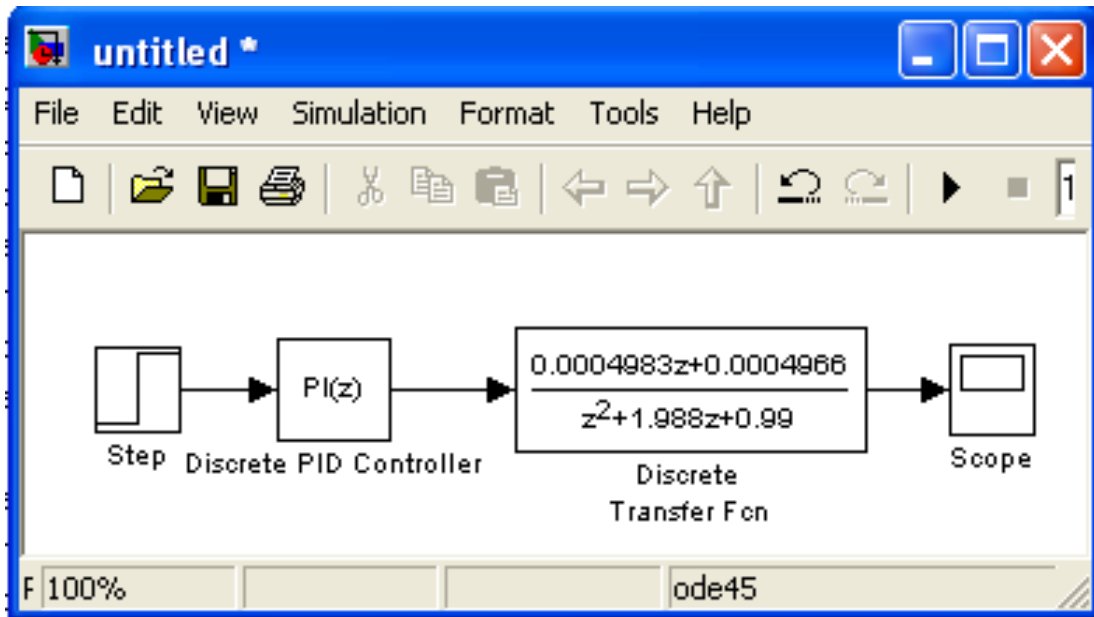 untitled *
File Edit View Simulation Format Tools Help
1
PI(z)
0.0004983z+0.0004966
z²+1.988z+0.99
Step
Discrete PID Controller
Discrete
Transfer Fcn
Scope
F 100% ode45